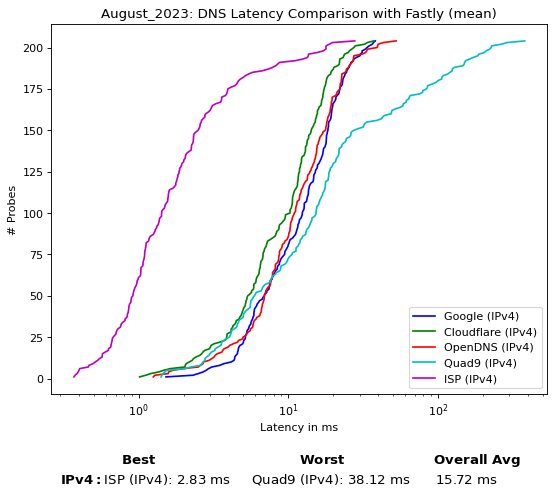 August_2023: DNS Latency Comparison with Fastly (mean)
200
175
150
125
100
75
50
25
0
# Probes
Google (IPv4)
Cloudflare (IPv4)
OpenDNS (IPv4)
Quad9 (IPv4)
ISP (IPv4)
10⁰ 10¹ 10²
Latency in ms
Best Worst Overall Avg
IPv4: ISP (IPv4): 2.83 ms Quad9 (IPv4): 38.12 ms 15.72 ms